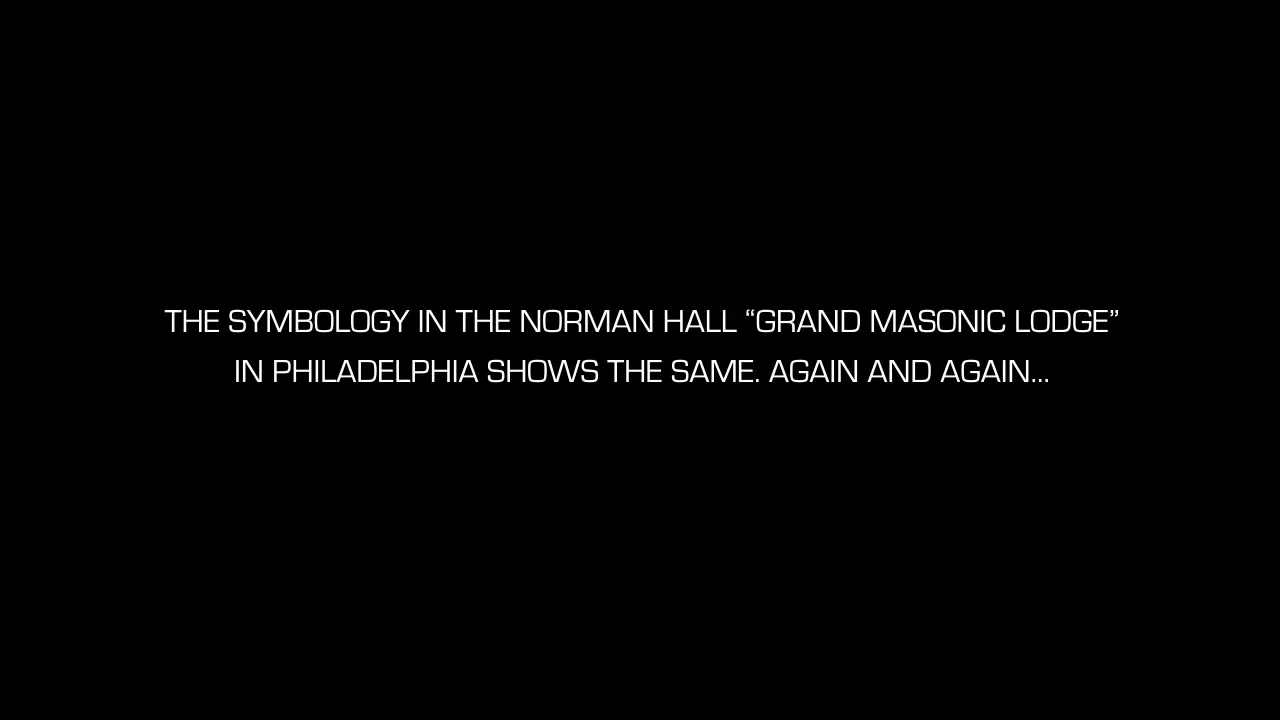 THE SYMBOLOGY IN THE NORMAN HALL “GRAND MASONIC LODGE”
IN PHILADELPHIA SHOWS THE SAME. AGAIN AND AGAIN...